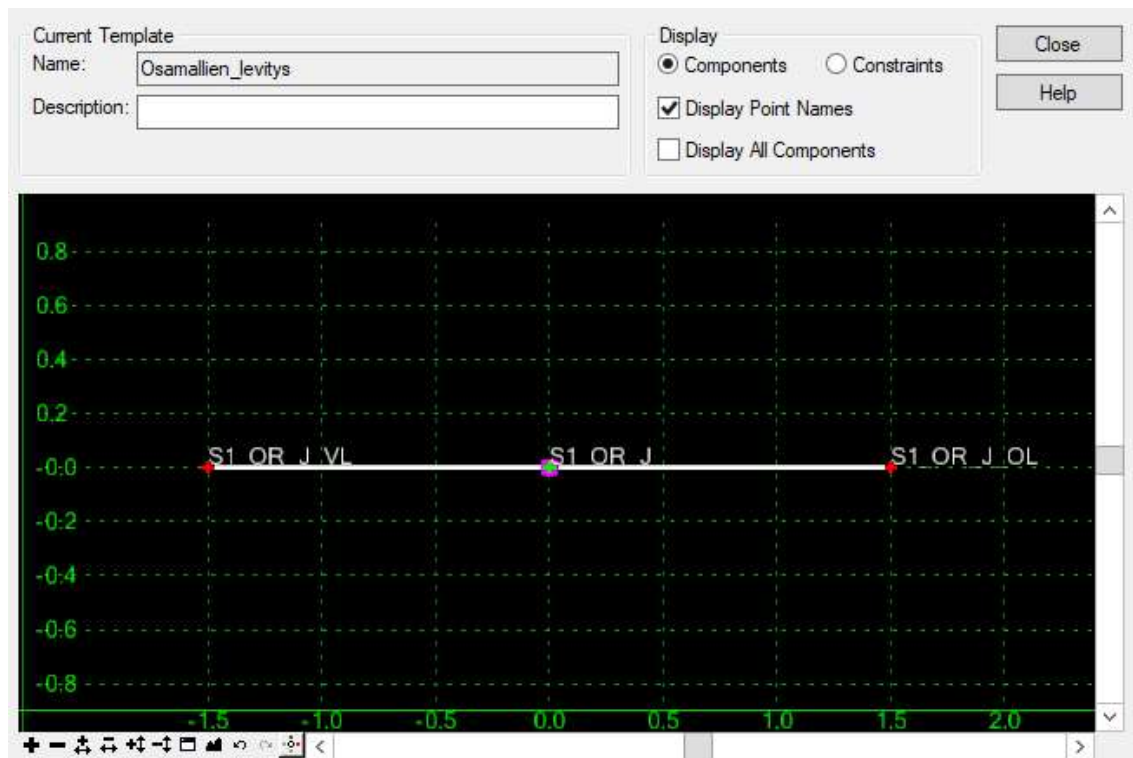 Current Template
Name: Osamallien_levitys
Description:
Display
Components Constraints
Display Point Names
Display All Components
Close
Help
0.8
0.6
0.4
0.2
S1_OR_J_VL S1_OR_J S1_OR_J_OL
-0.0
-0.2
-0.4
-0.6
-0.8
-1.5 -1.0 -0.5 0.0 0.5 1.0 1.5 2.0